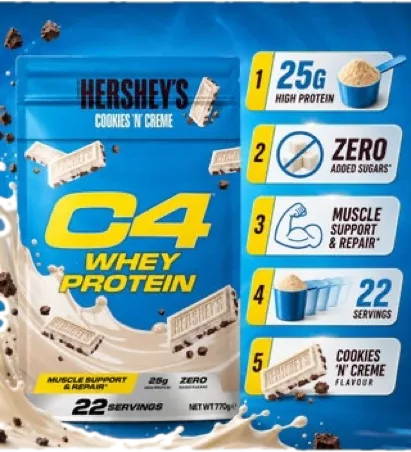 HERSHEY'S
COOKIES 'N' CREME
C4
WHEY
PROTEIN
HERSHEY'S
MUSCLE SUPPORT
& REPAIR*
25g
ZERO
22 SERVINGS
NET WT 770g e
1
25G
HIGH PROTEIN
2
ZERO
ADDED SUGARS*
3
MUSCLE
SUPPORT
& REPAIR*
4
22
SERVINGS
5
COOKIES
'N' CREME
FLAVOUR